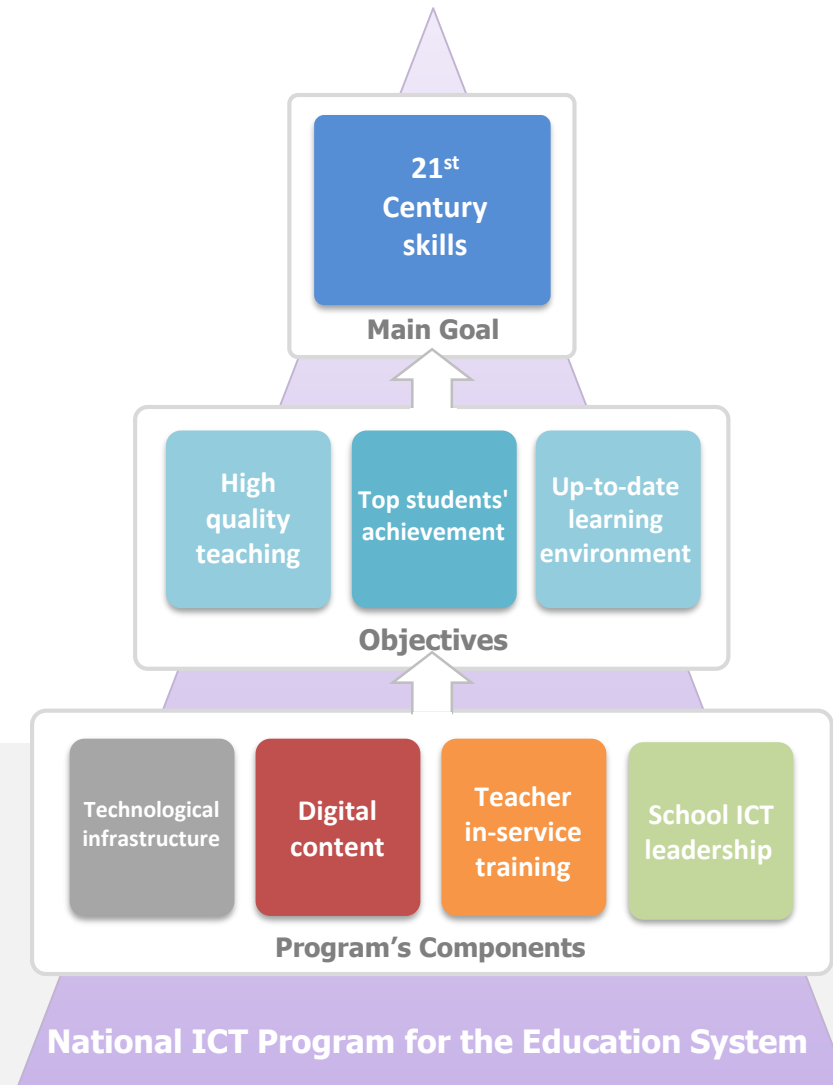 21st
Century
skills
Main Goal
High
quality
teaching
Top students'
achievement
Up-to-date
learning
environment
Objectives
Technological
infrastructure
Digital
content
Teacher
in-service
training
School ICT
leadership
Program’s Components
National ICT Program for the Education System